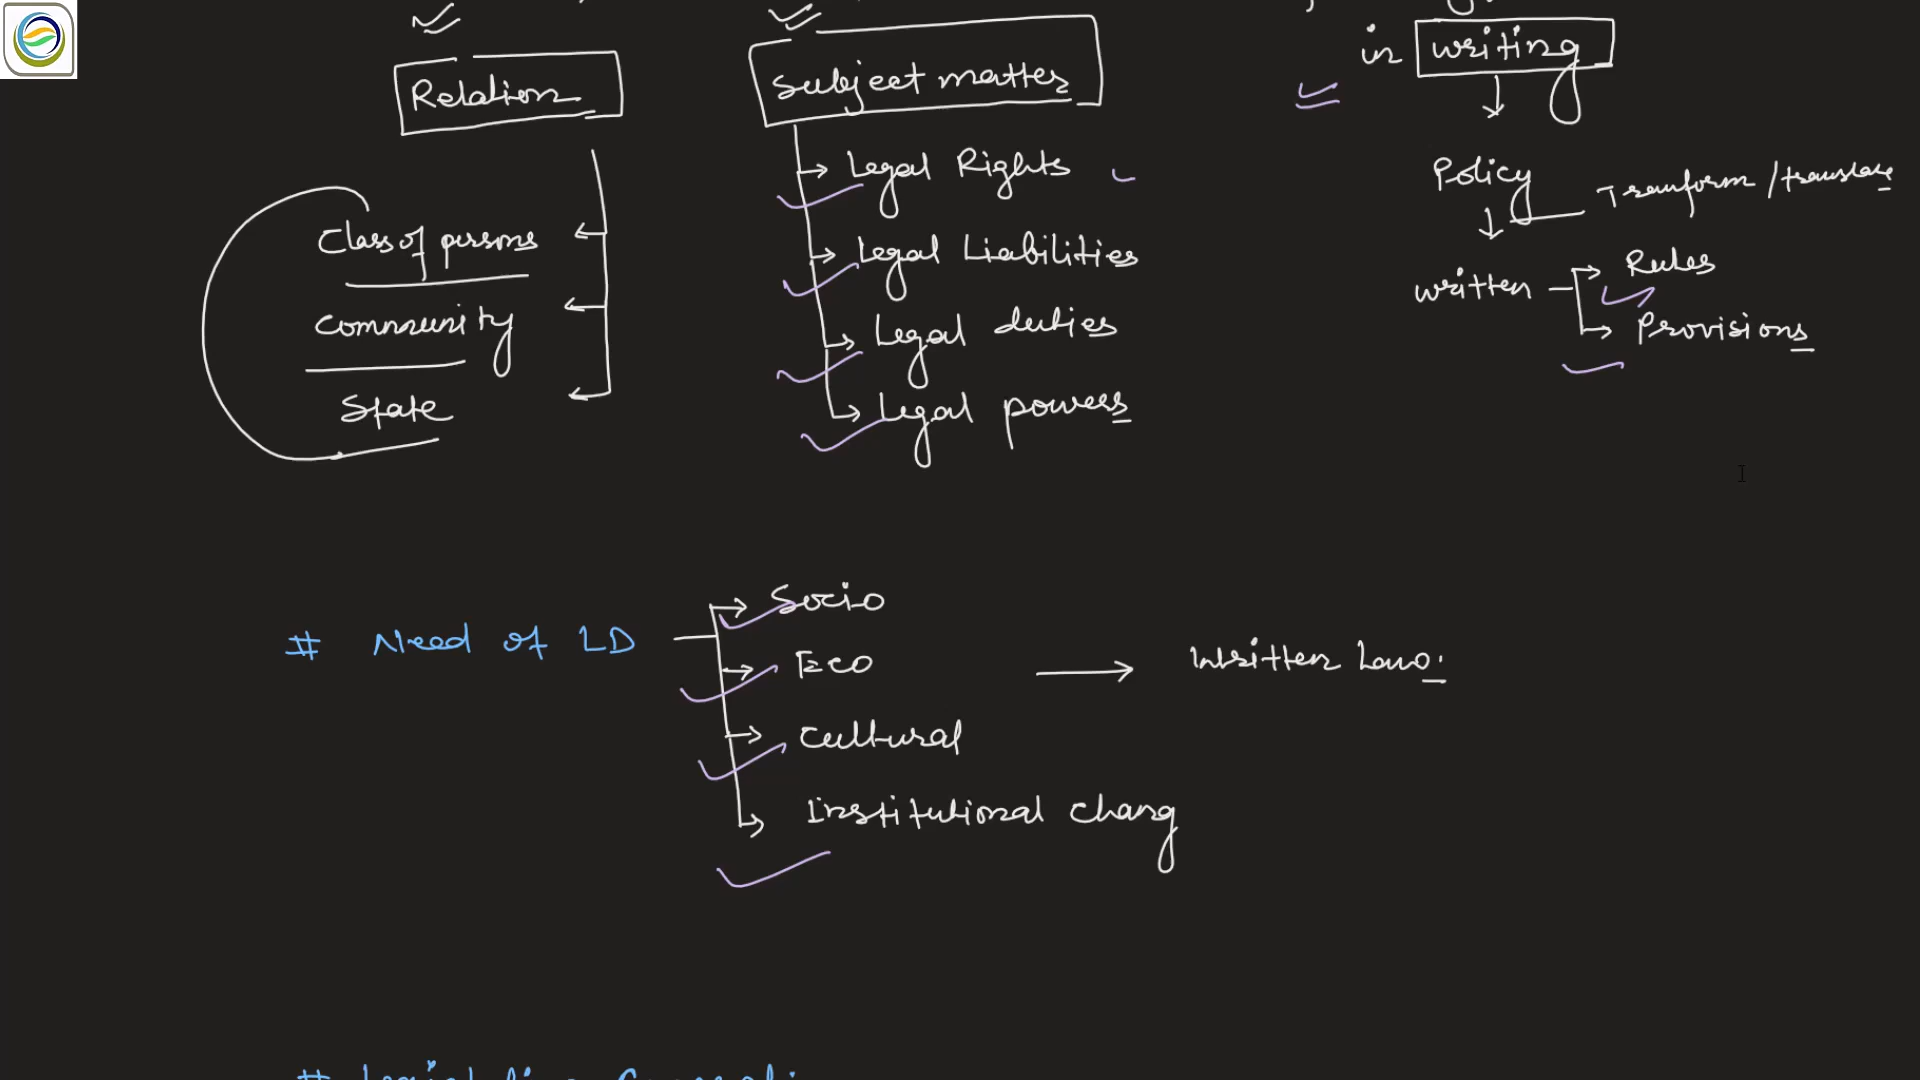 in writing
Relation
Subject matter
Legal Rights
Policy
Transform / translate
Class of persons
Legal Liabilities
Rules
written
Community
Legal duties
Provisions
State
Legal powers
Socio
# Need of LD
Eco
Written Law.
Cultural
Institutional Chang
#